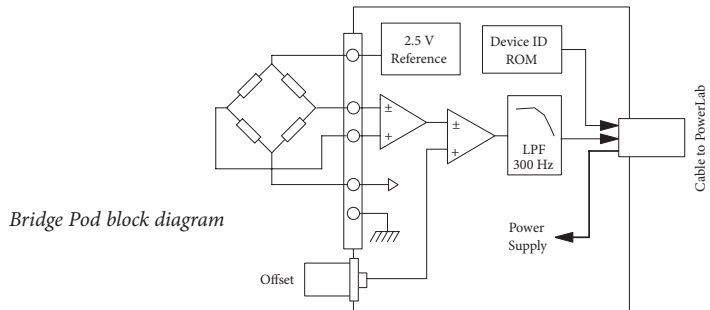 2.5 V
Reference
Device ID
ROM
±
+
±
+
LPF
300 Hz
Cable to PowerLab
Power
Supply
Offset
Bridge Pod block diagram